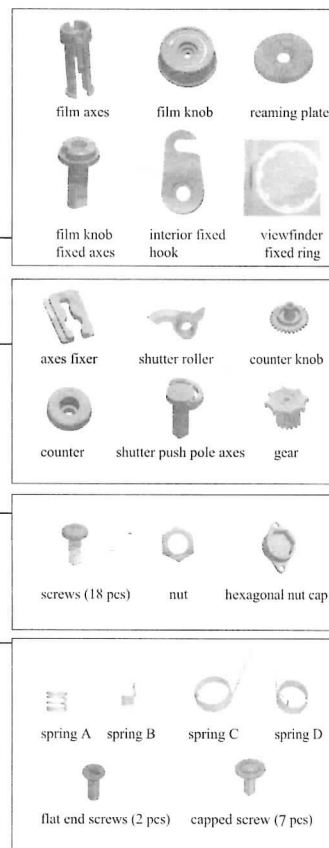 film axes film knob reaming plate
film knob interior fixed viewfinder
fixed axes hook fixed ring
axes fixer shutter roller counter knob
counter shutter push pole axes gear
screws (18 pcs) nut hexagonal nut cap
spring A spring B spring C spring D
flat end screws (2 pcs) capped screw (7 pcs)